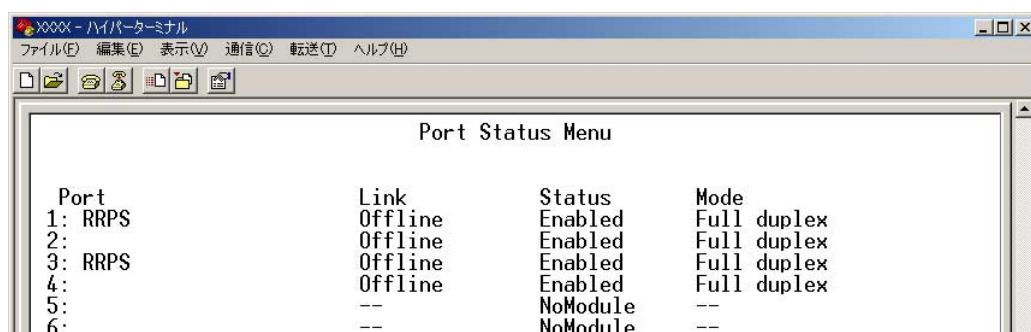 XXXX - ハイパーターミナル
ファイル(F) 編集(E) 表示(V) 通信(C) 転送(T) ヘルプ(H)
Port Status Menu
Port Link Status Mode
1: RRPS Offline Enabled Full duplex
2: Offline Enabled Full duplex
3: RRPS Offline Enabled Full duplex
4: Offline Enabled Full duplex
5: -- NoModule --
6: -- NoModule --